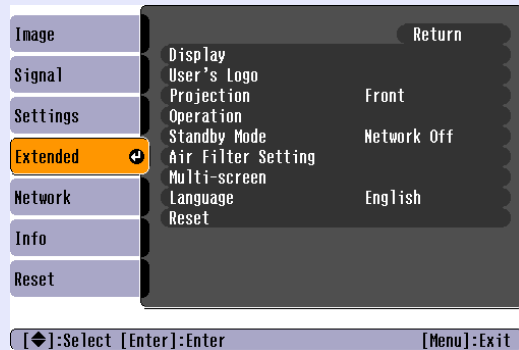 Image
Signal
Settings
Extended
Network
Info
Reset
Return
Display
User's Logo
Projection Front
Operation
Standby Mode Network Off
Air Filter Setting
Multi-screen
Language English
Reset
[◆]:Select [Enter]:Enter [Menu]:Exit